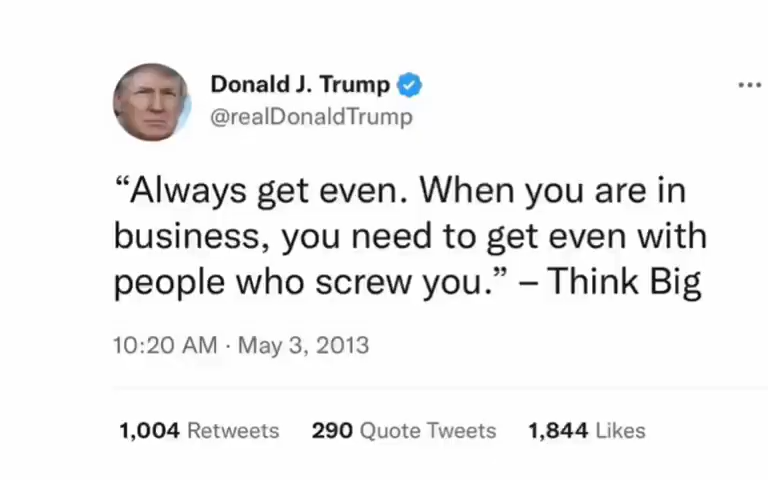 Donald J. Trump
@realDonaldTrump
“Always get even. When you are in
business, you need to get even with
people who screw you.” – Think Big
10:20 AM · May 3, 2013
1,004 Retweets 290 Quote Tweets 1,844 Likes